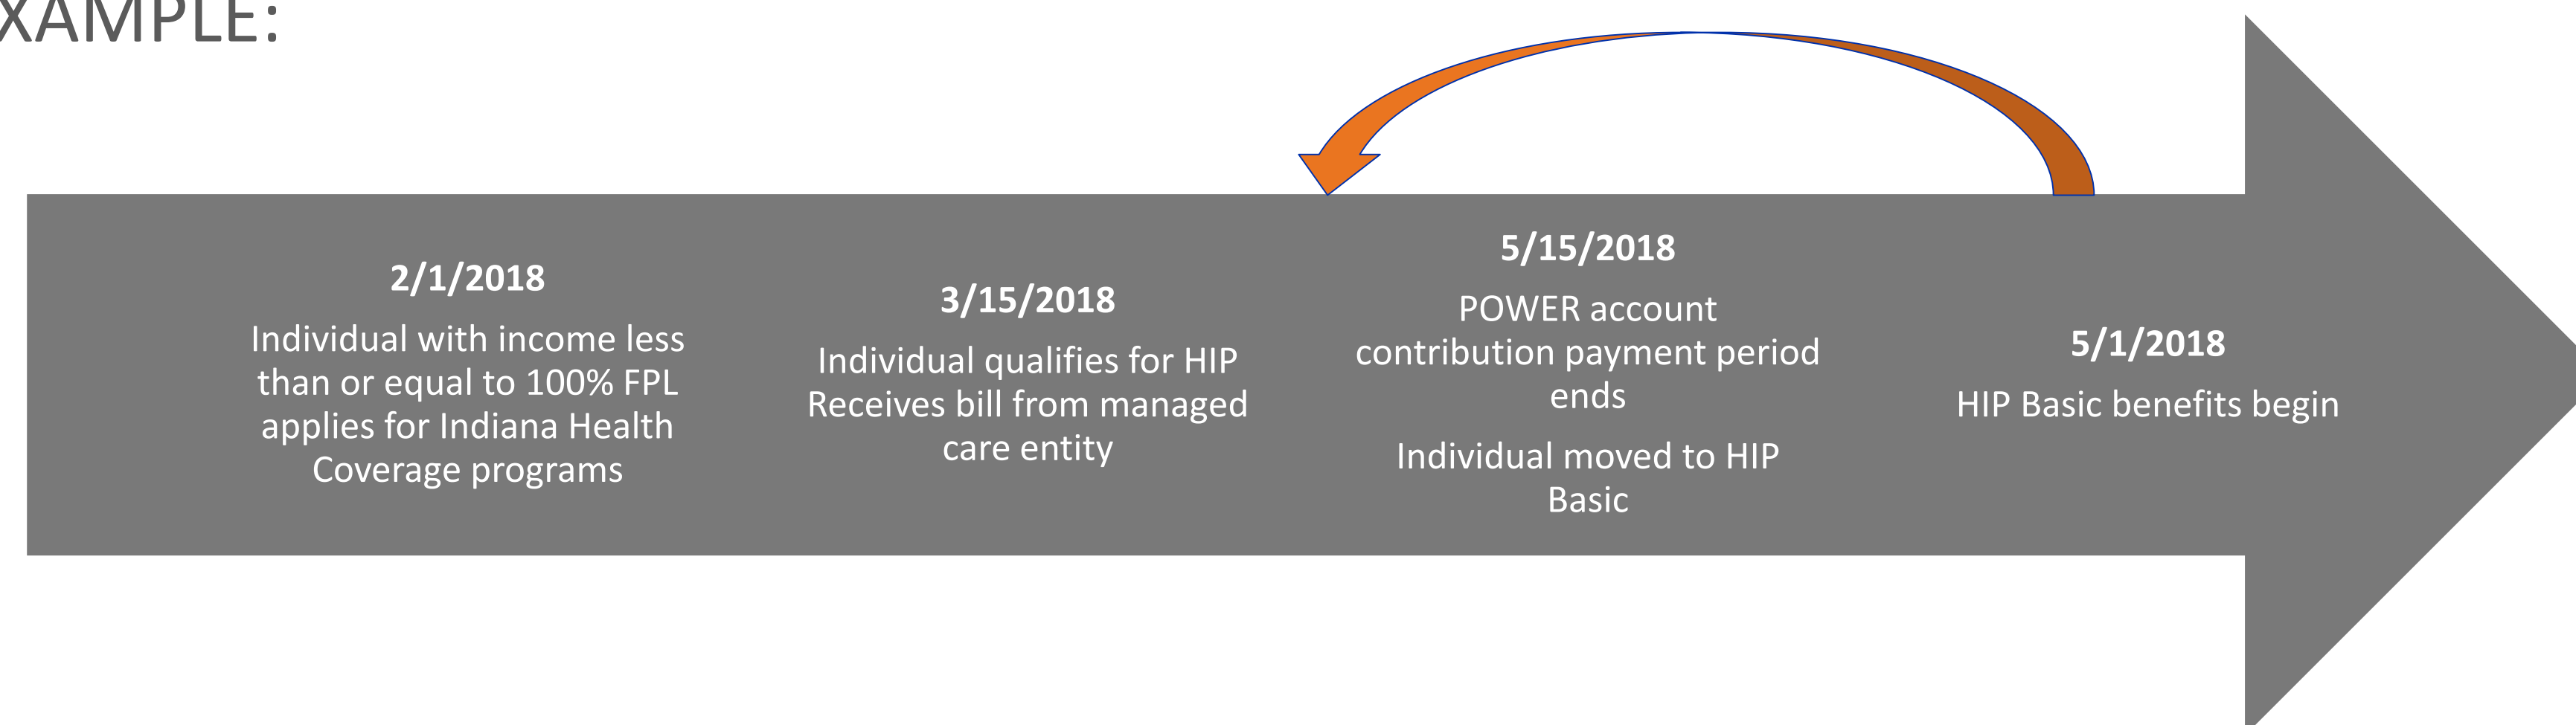 XAMPLE:
2/1/2018
Individual with income less
than or equal to 100% FPL
applies for Indiana Health
Coverage programs
3/15/2018
Individual qualifies for HIP
Receives bill from managed
care entity
5/15/2018
POWER account
contribution payment period
ends
Individual moved to HIP
Basic
5/1/2018
HIP Basic benefits begin